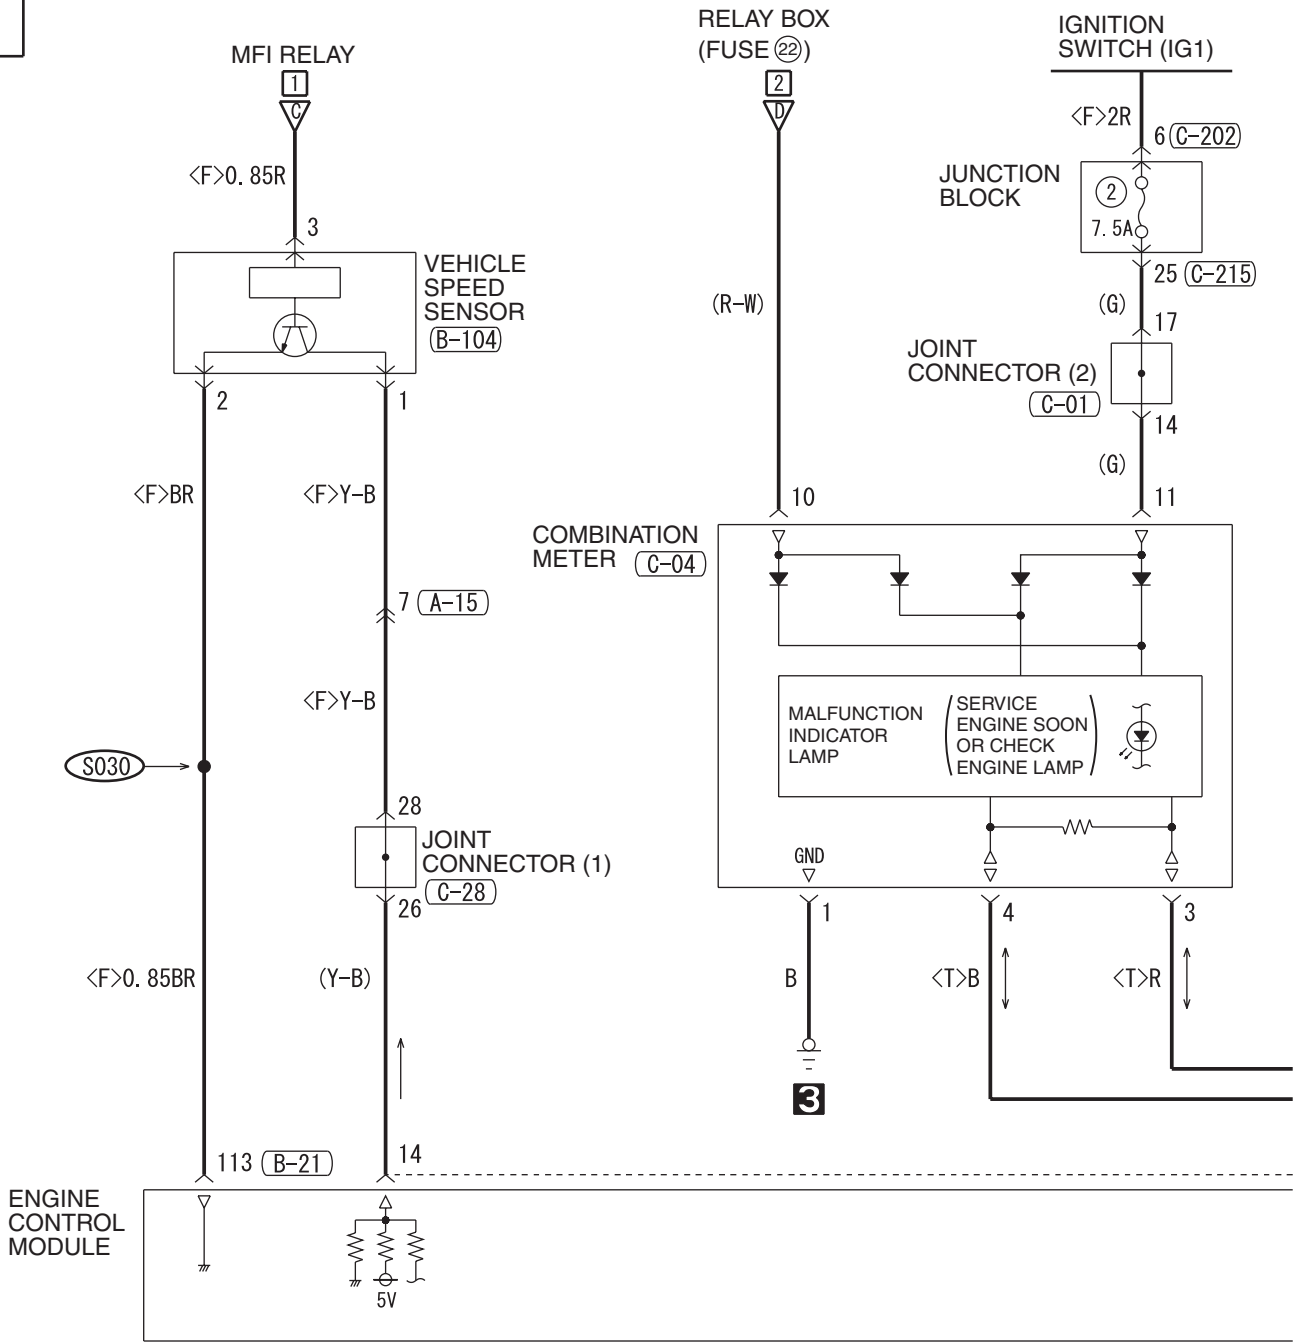 MFI RELAY
1
C
<F>0.85R
3
VEHICLE
SPEED
SENSOR
B-104
2
1
<F>BR
<F>Y-B
7 A-15
<F>Y-B
S030
28
JOINT
CONNECTOR (1)
C-28
26
<F>0.85BR
(Y-B)
113 B-21
14
ENGINE
CONTROL
MODULE
5V
RELAY BOX
(FUSE 22)
2
D
(R-W)
10
IGNITION
SWITCH (IG1)
<F>2R
6 C-202
JUNCTION
BLOCK
2
7.5A
25 C-215
(G)
17
JOINT
CONNECTOR (2)
C-01
14
(G)
11
COMBINATION
METER C-04
MALFUNCTION
INDICATOR
LAMP
(SERVICE
ENGINE SOON
OR CHECK
ENGINE LAMP)
GND
1
4
3
B
<T>B
<T>R
3